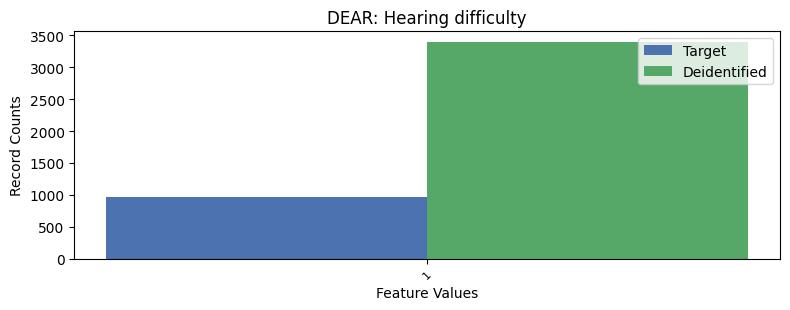 DEAR: Hearing difficulty
Target
Deidentified
Record Counts
3500
3000
2500
2000
1500
1000
500
0
1
Feature Values